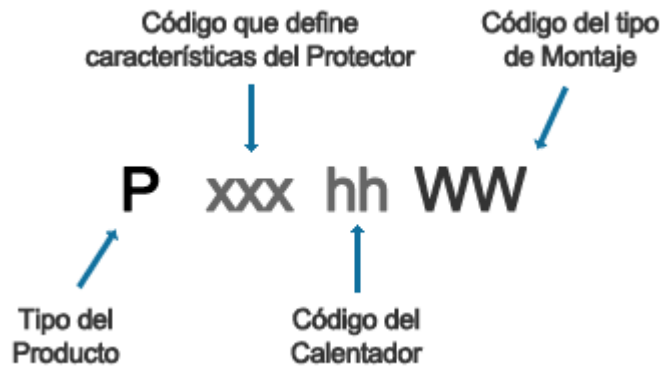 Código que define
características del Protector
Código del tipo
de Montaje
P xxx hh WW
Tipo del
Producto
Código del
Calentador